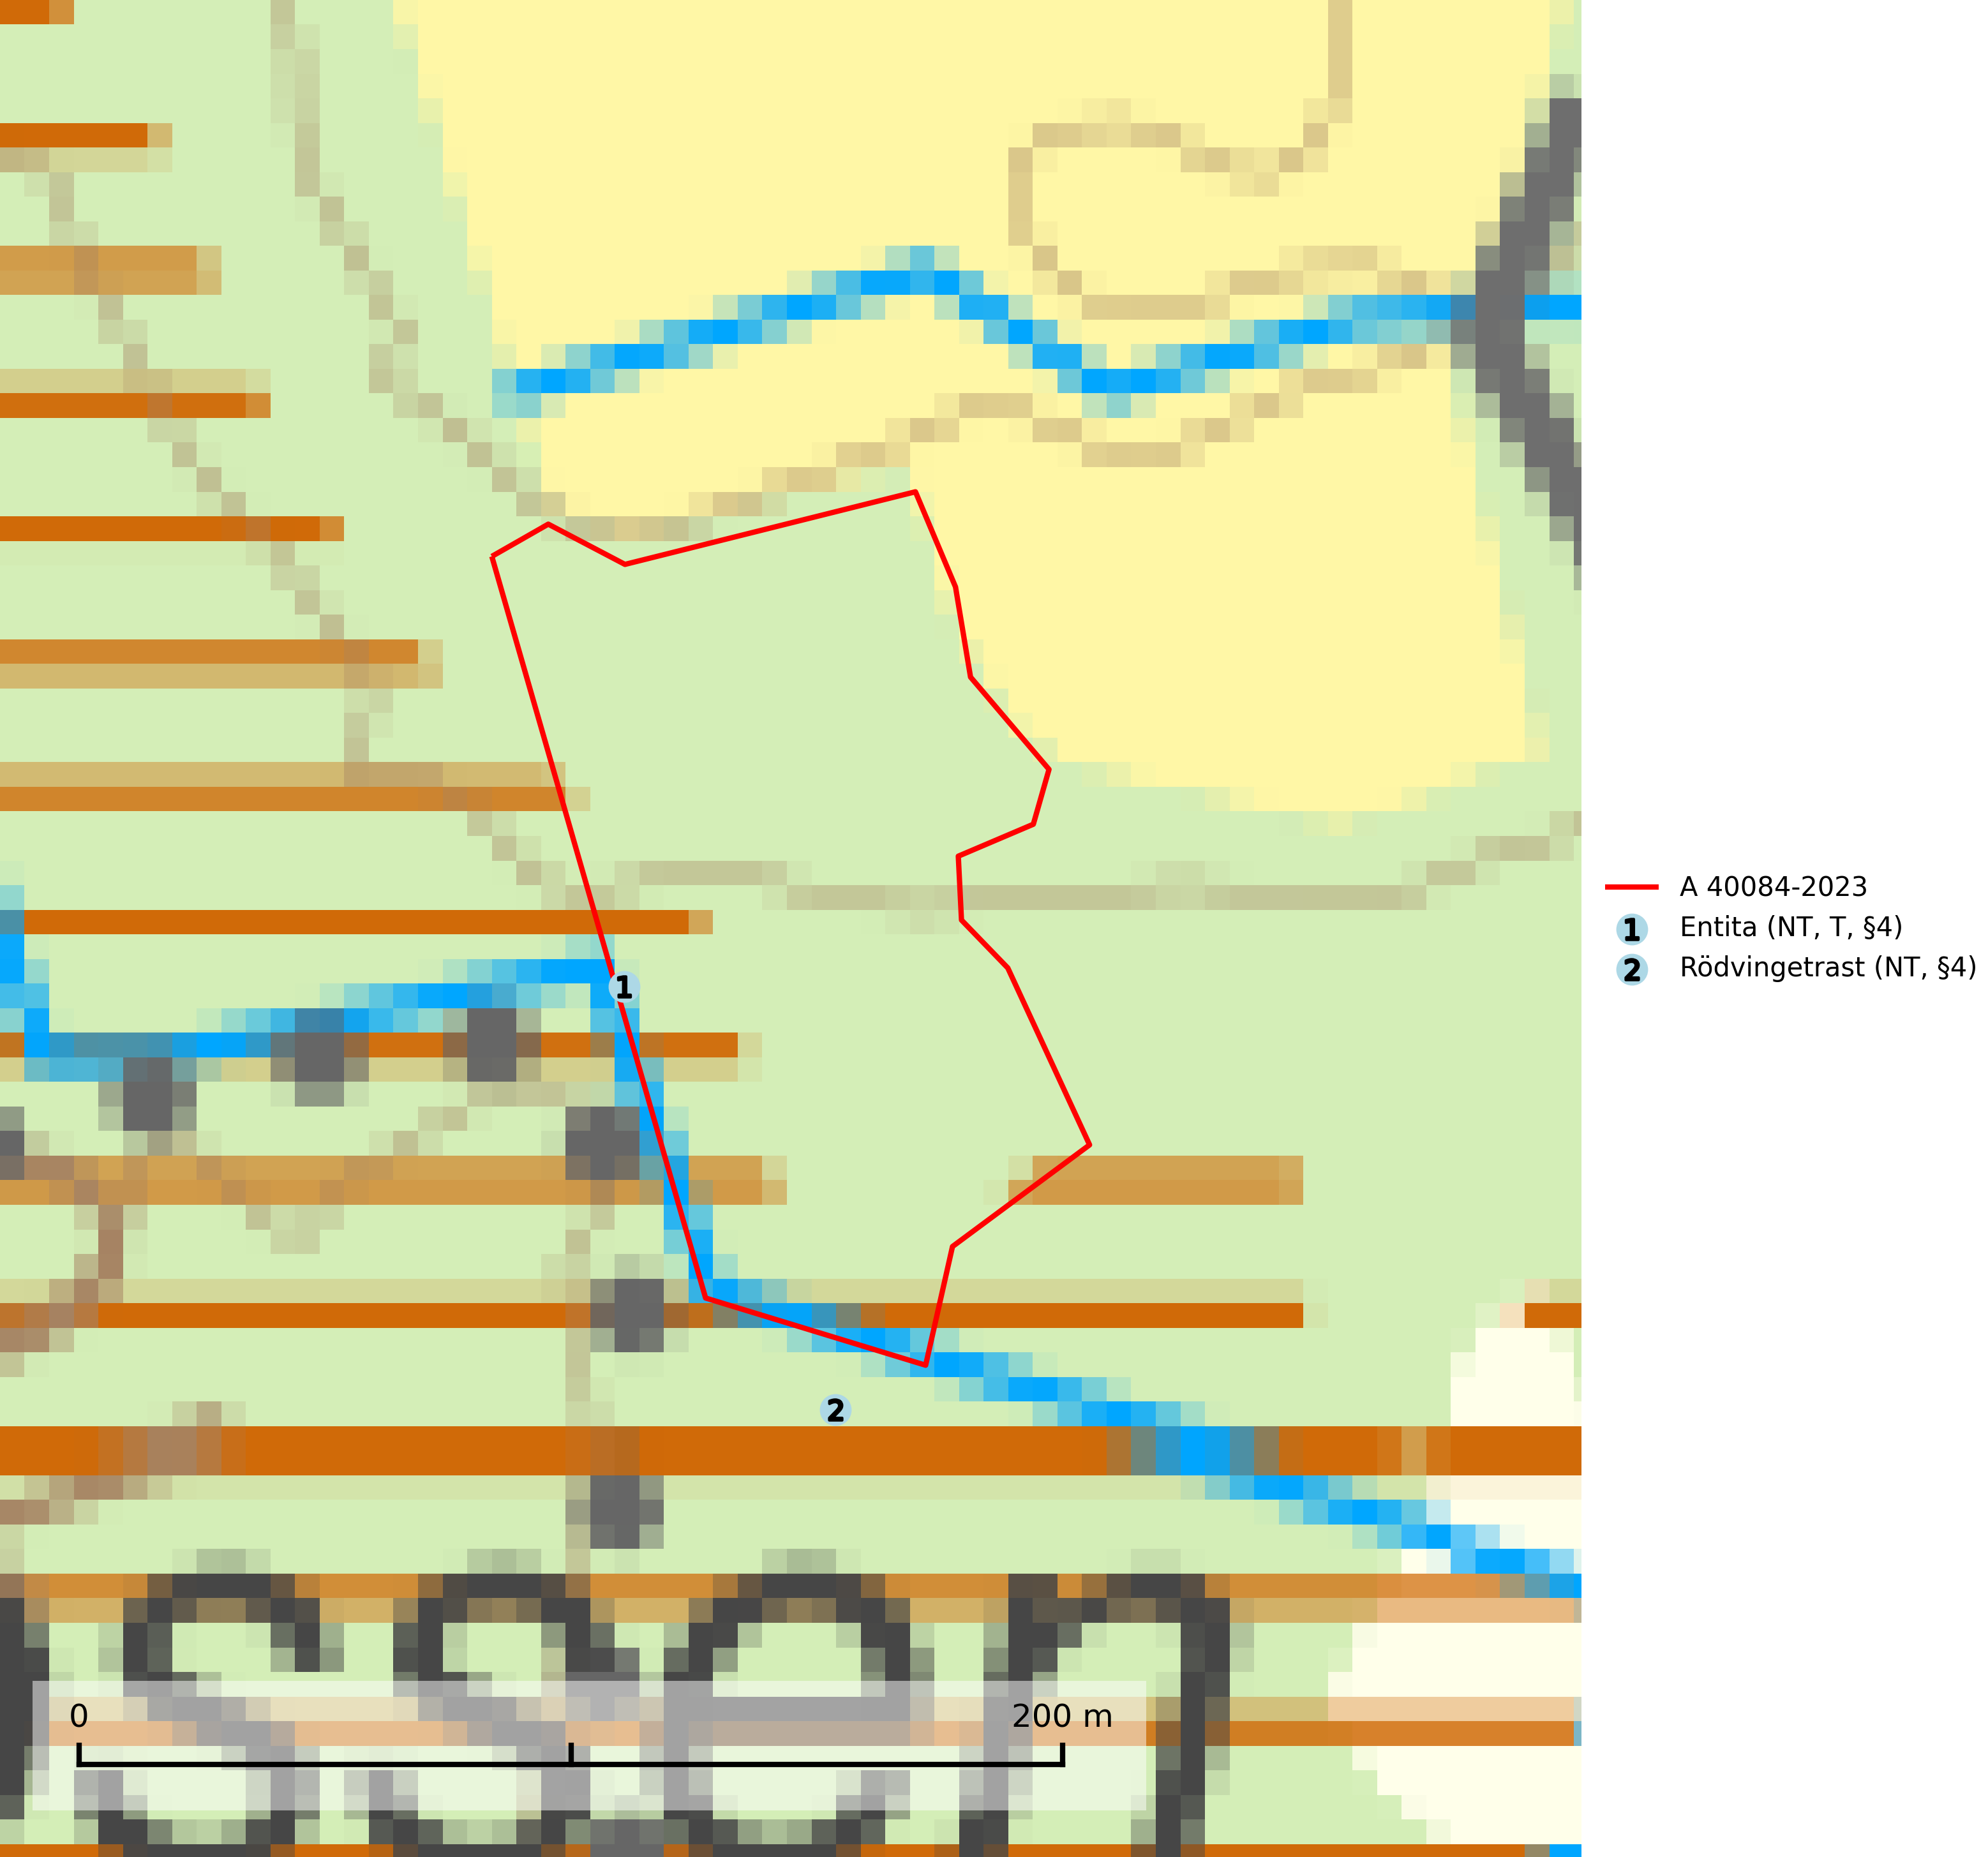 A 40084-2023
1 Entita (NT, T, §4)
2 Rödvingetrast (NT, §4)
1
2
0 200 m